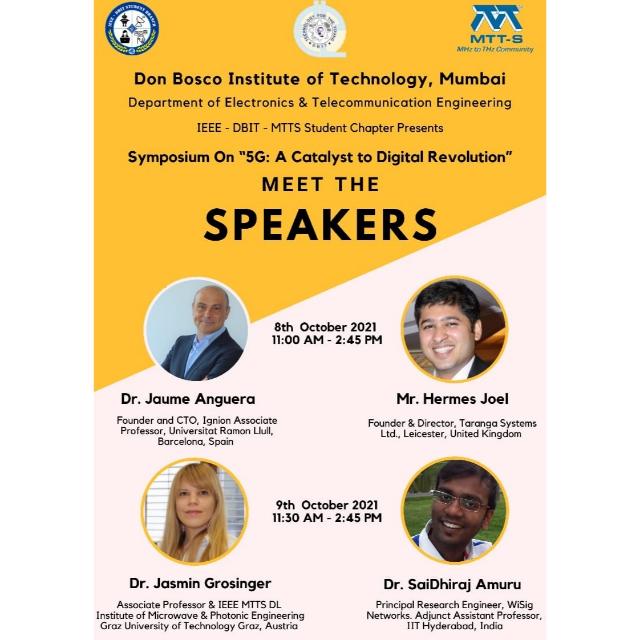 MTT-S
MHz to THz Community
Don Bosco Institute of Technology, Mumbai
Department of Electronics & Telecommunication Engineering
IEEE - DBIT - MTTS Student Chapter Presents
Symposium On “5G: A Catalyst to Digital Revolution”
MEET THE
SPEAKERS
8th October 2021
11:00 AM - 2:45 PM
Dr. Jaume Anguera
Founder and CTO, Ignion Associate
Professor, Universitat Ramon Llull,
Barcelona, Spain
Mr. Hermes Joel
Founder & Director, Taranga Systems
Ltd., Leicester, United Kingdom
9th October 2021
11:30 AM - 2:45 PM
Dr. Jasmin Grosinger
Associate Professor & IEEE MTTS DL
Institute of Microwave & Photonic Engineering
Graz University of Technology Graz, Austria
Dr. SaiDhiraj Amuru
Principal Research Engineer, WiSig
Networks. Adjunct Assistant Professor,
IIT Hyderabad, India